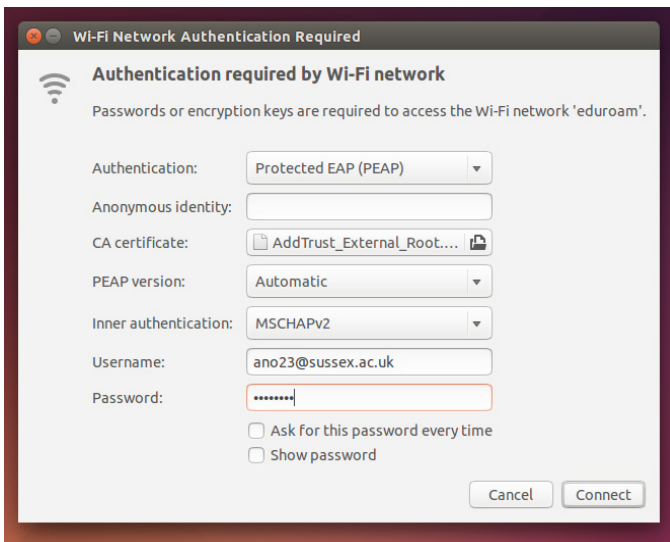 Wi-Fi Network Authentication Required
Authentication required by Wi-Fi network
Passwords or encryption keys are required to access the Wi-Fi network 'eduroam'.
Authentication: Protected EAP (PEAP)
Anonymous identity:
CA certificate: AddTrust_External_Root....
PEAP version: Automatic
Inner authentication: MSCHAPv2
Username: ano23@sussex.ac.uk
Password: ••••••••
Ask for this password every time
Show password
Cancel Connect